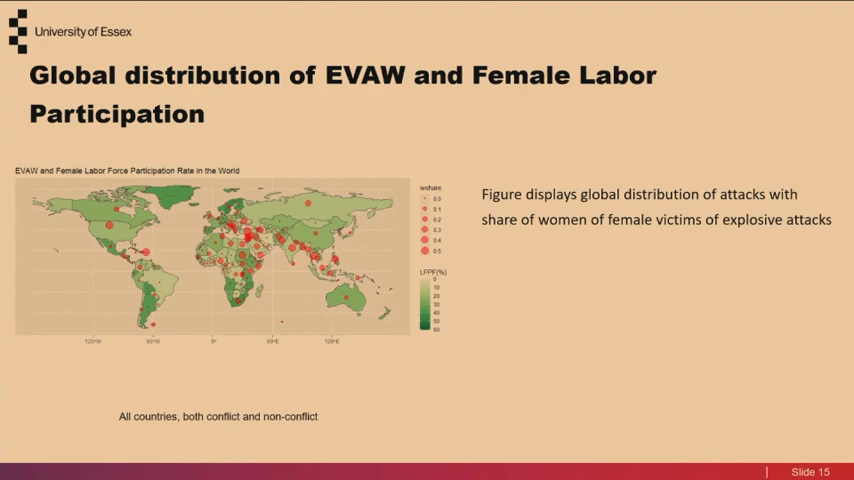 University of Essex
Global distribution of EVAW and Female Labor
Participation
EVAW and Female Labor Force Participation Rate in the World
wshare
0.0
0.1
0.2
0.3
0.4
0.5
LFPF(%)
0
10
20
30
40
50
60
120°W
60°W
0°
60°E
120°E
Figure displays global distribution of attacks with
share of women of female victims of explosive attacks
All countries, both conflict and non-conflict
Slide 15